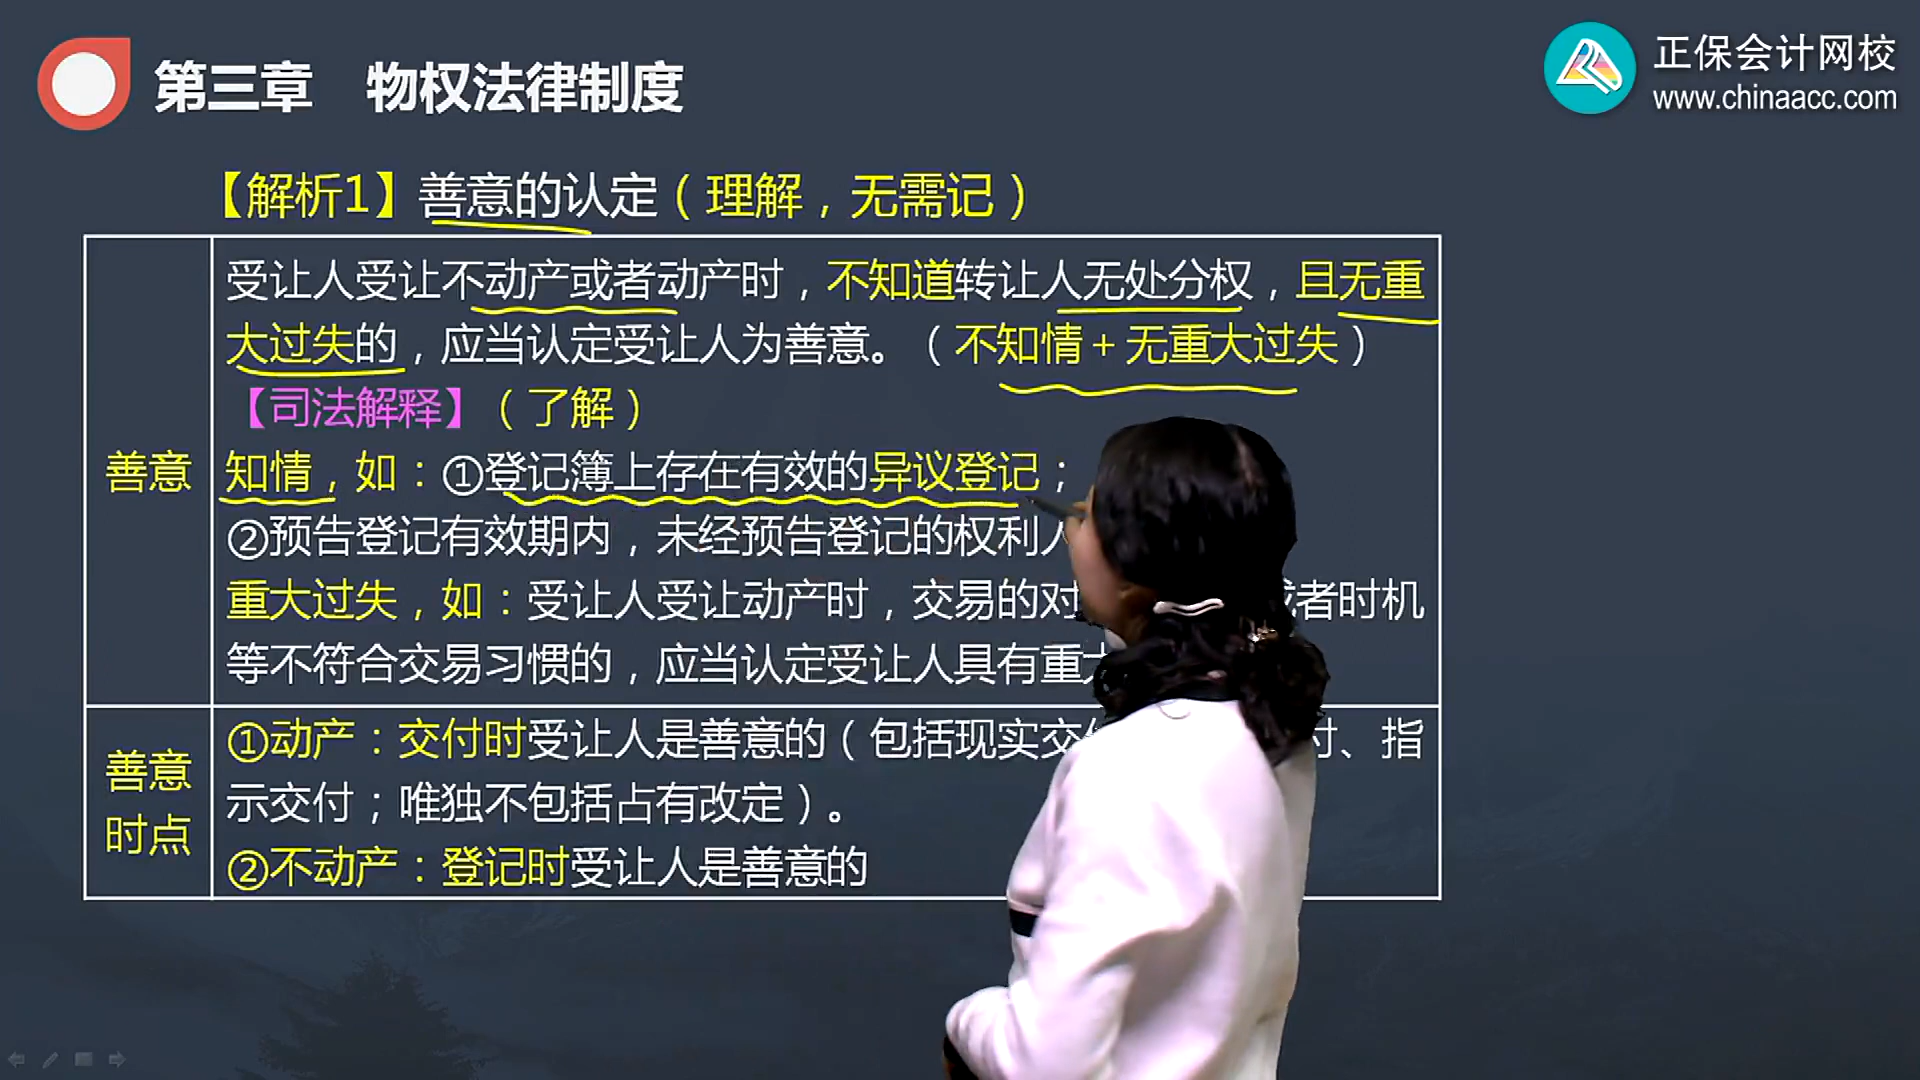 第三章 物权法律制度
正保会计网校
www.chinaacc.com
【解析1】善意的认定（理解，无需记）
善意
受让人受让不动产或者动产时，不知道转让人无处分权，且无重
大过失的，应当认定受让人为善意。（不知情＋无重大过失）
【司法解释】（了解）
知情，如：①登记簿上存在有效的异议登记；
②预告登记有效期内，未经预告登记的权利
重大过失，如：受让人受让动产时，交易的对 或者时机
等不符合交易习惯的，应当认定受让人具有重
善意
时点
①动产：交付时受让人是善意的（包括现实交 付、指
示交付；唯独不包括占有改定）。
②不动产：登记时受让人是善意的